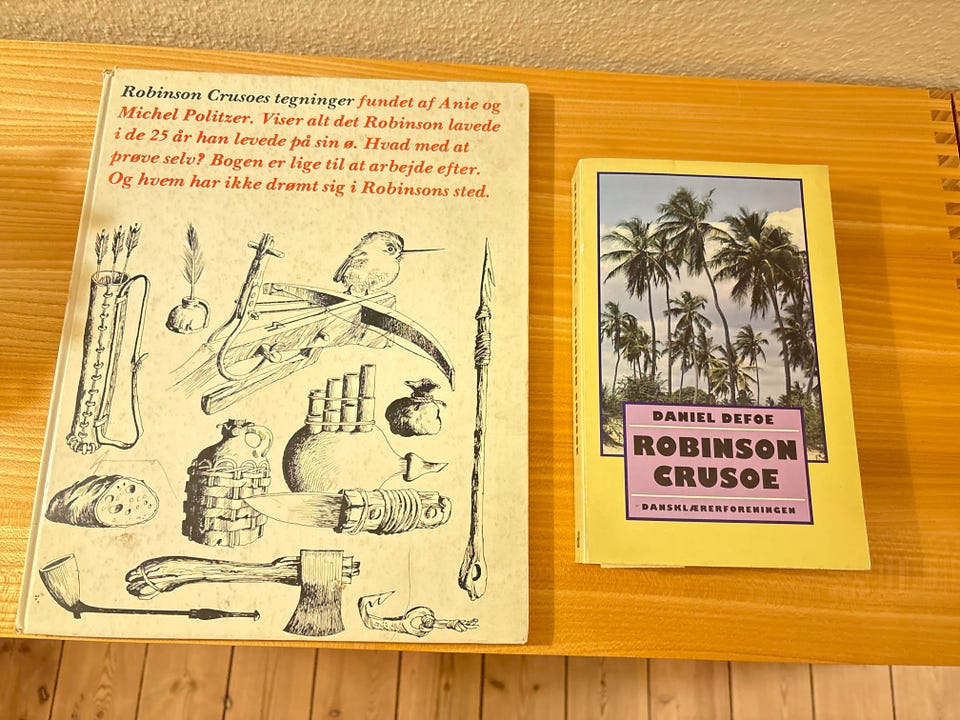 Robinson Crusoes tegninger fundet af Anie og
Michel Politzer. Viser alt det Robinson lavede
i de 25 år han levede på sin ø. Hvad med at
prøve selv? Bogen er lige til at arbejde efter.
Og hvem har ikke drømt sig i Robinsons sted.
DANIEL DEFOE
ROBINSON
CRUSOE
DANSKLÆRERFORENINGEN